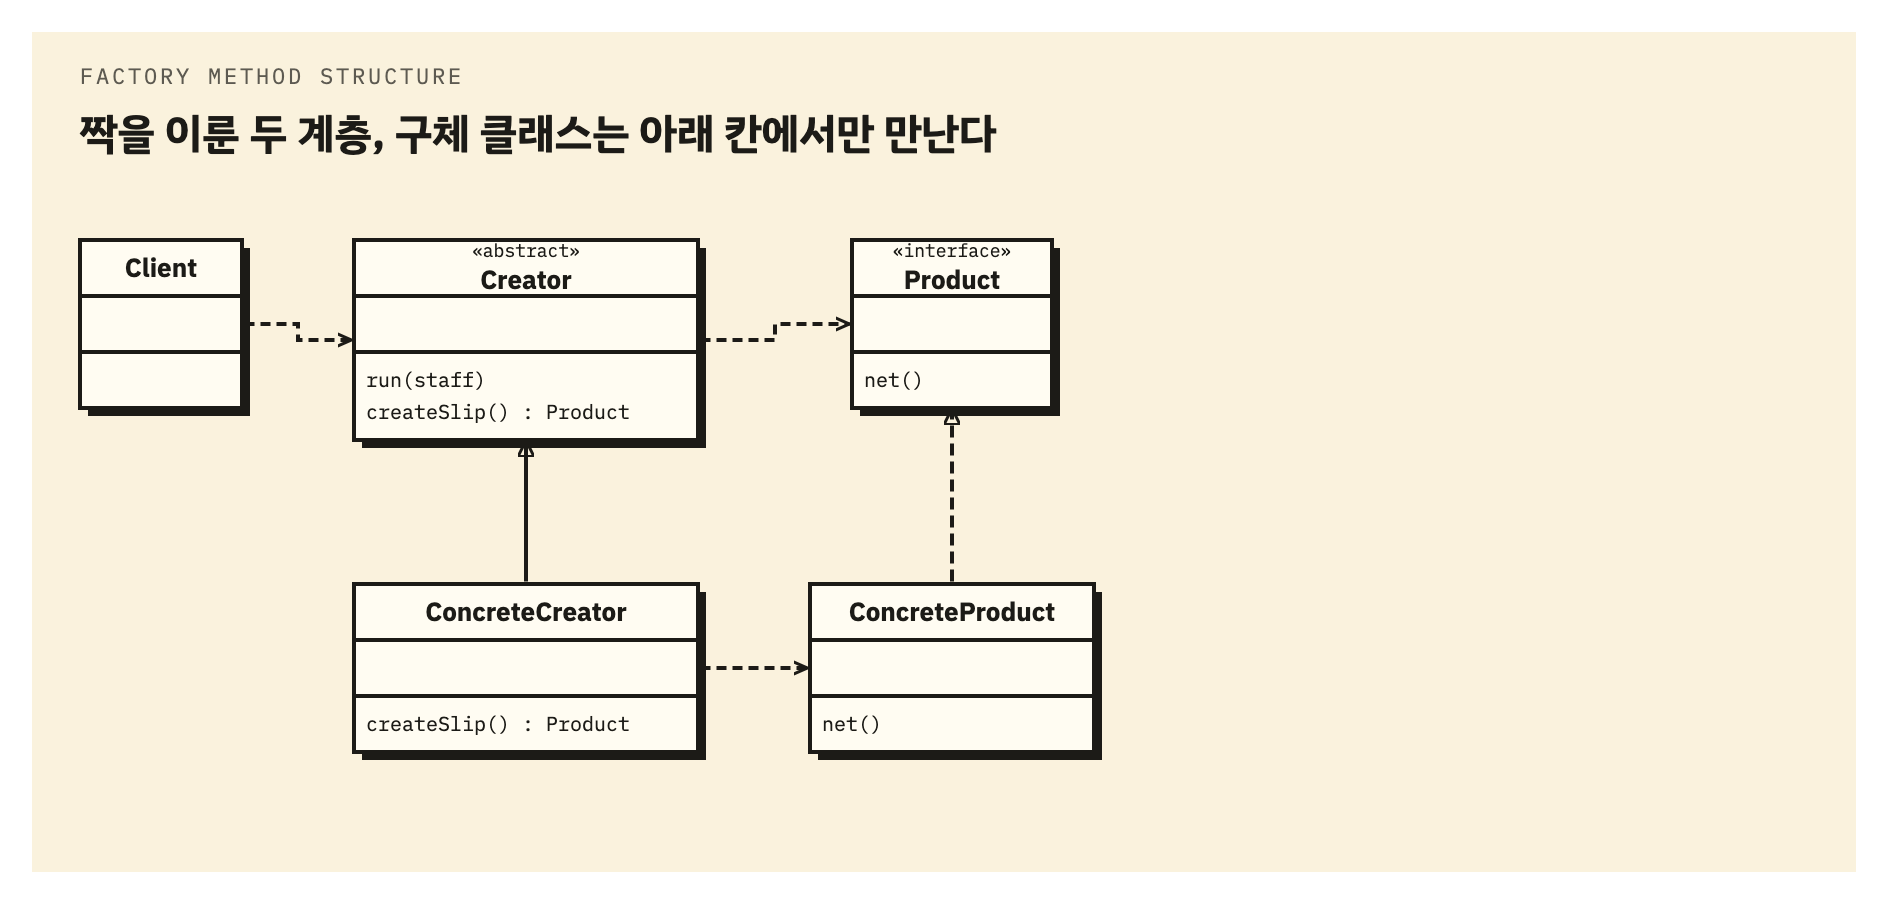 FACTORY METHOD STRUCTURE
짝을 이룬 두 계층, 구체 클래스는 아래 칸에서만 만난다
Client
«abstract»
Creator
run(staff)
createSlip() : Product
«interface»
Product
net()
ConcreteCreator
createSlip() : Product
ConcreteProduct
net()